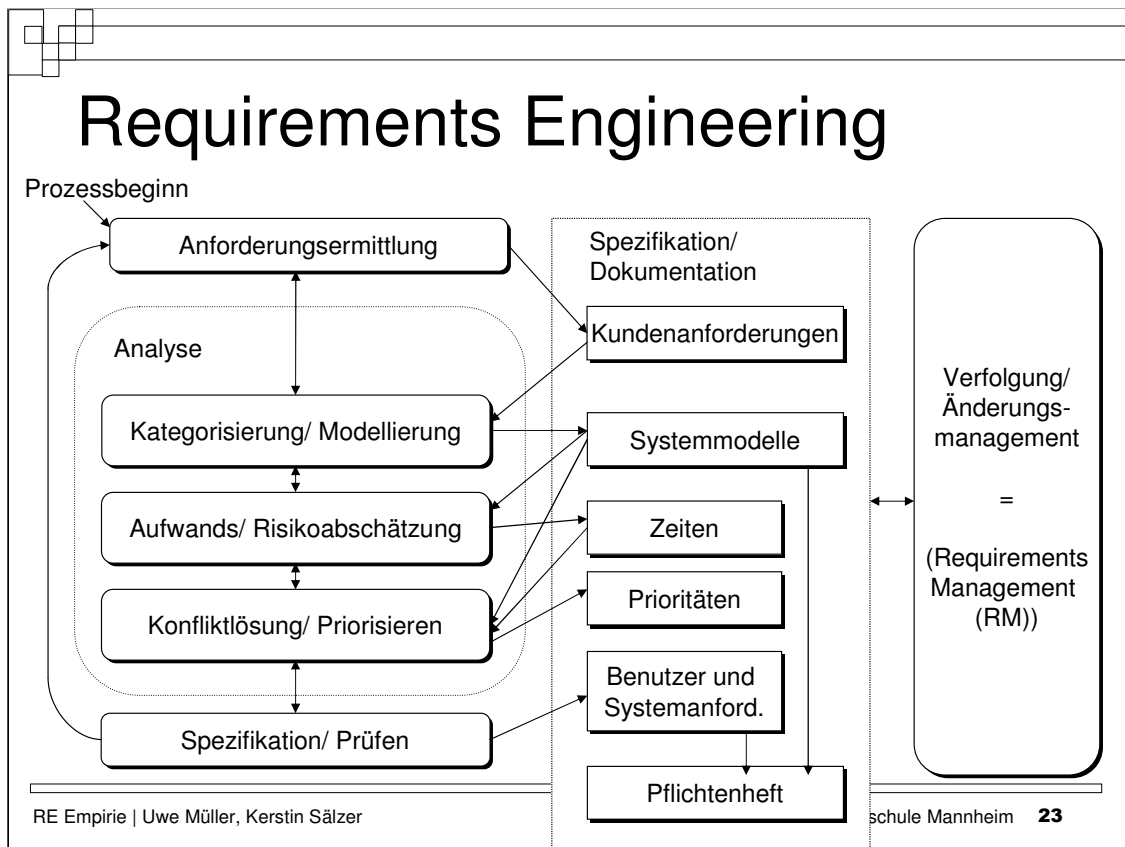 Requirements Engineering
Prozessbeginn
Anforderungsermittlung
Analyse
Kategorisierung/ Modellierung
Aufwands/ Risikoabschätzung
Konfliktlösung/ Priorisieren
Spezifikation/ Prüfen
Spezifikation/
Dokumentation
Kundenanforderungen
Systemmodelle
Zeiten
Prioritäten
Benutzer und
Systemanford.
Pflichtenheft
Verfolgung/
Änderungs-
management
=
(Requirements
Management
(RM))
RE Empirie | Uwe Müller, Kerstin Sälzer
schule Mannheim 23